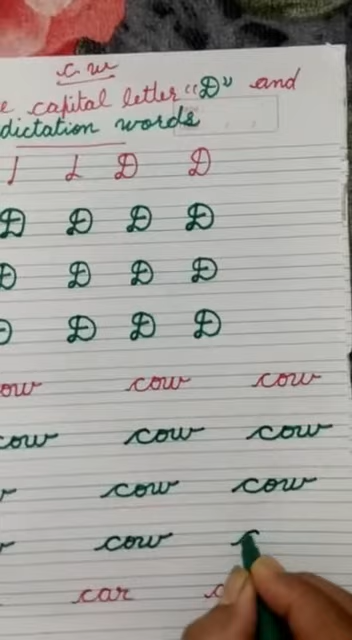 c.w
capital letter "D" and
dictation words
D D
D D D D
D D D D
D D D D
ow cow cow
cow cow cow
cow cow
cow
car